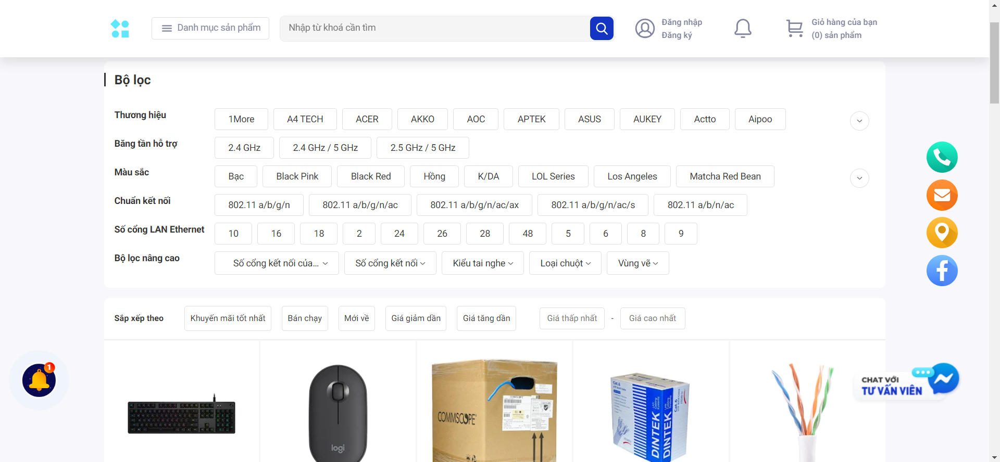 Danh mục sản phẩm
Nhập từ khoá cần tìm
Đăng nhập
Đăng ký
Giỏ hàng của bạn
(0) sản phẩm
Bộ lọc
Thương hiệu
1More
A4 TECH
ACER
AKKO
AOC
APTEK
ASUS
AUKEY
Actto
Aipoo
Băng tần hỗ trợ
2.4 GHz
2.4 GHz / 5 GHz
2.5 GHz / 5 GHz
Màu sắc
Bạc
Black Pink
Black Red
Hồng
K/DA
LOL Series
Los Angeles
Matcha Red Bean
Chuẩn kết nối
802.11 a/b/g/n
802.11 a/b/g/n/ac
802.11 a/b/g/n/ac/ax
802.11 a/b/g/n/ac/s
802.11 a/b/n/ac
Số cổng LAN Ethernet
10
16
18
2
24
26
28
48
5
6
8
9
Bộ lọc nâng cao
Số cổng kết nối của...
Số cổng kết nối
Kiểu tai nghe
Loại chuột
Vùng vẽ
Sắp xếp theo
Khuyến mãi tốt nhất
Bán chạy
Mới về
Giá giảm dần
Giá tăng dần
Giá thấp nhất
-
Giá cao nhất
1
logi
COMMSCOPE
COMMSCOPE
Cat.6
Cat.6
DINTEK
DINTEK
CHAT VỚI
TƯ VẤN VIÊN